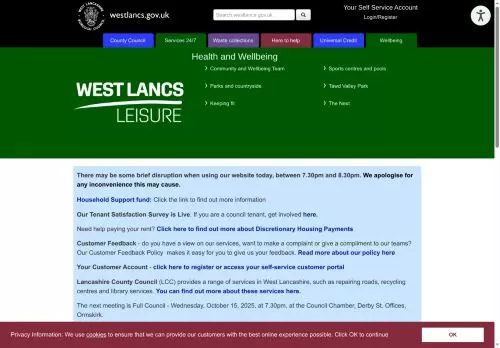 WEST LANCASHIRE
westlancs.gov.uk
Search westlancs.gov.uk
Your Self Service Account
Login/Register
County Council
Services 24/7
Waste collections
Here to help
Universal Credit
Wellbeing
Health and Wellbeing
Community and Wellbeing Team
Sports centres and pools
Parks and countryside
Tawd Valley Park
Keeping fit
The Nest
WEST LANCS
LEISURE
There may be some brief disruption when using our website today, between 7.30pm and 8.30pm. We apologise for
any inconvenience this may cause.
Household Support fund: Click the link to find out more information
Our Tenant Satisfaction Survey is Live. If you are a council tenant, get involved here.
Need help paying your rent? Click here to find out more about Discretionary Housing Payments
Customer Feedback - do you have a view on our services, want to make a complaint or give a compliment to our teams?
Our Customer Feedback Policy makes it easy for you to give us your feedback. Read more about our policy here
Your Customer Account - click here to register or access your self-service customer portal
Lancashire County Council (LCC) provides a range of services in West Lancashire, such as repairing roads, recycling
centres and library services. You can find out more about these services here.
The next meeting is Full Council - Wednesday, October 15, 2025, at 7.30pm, at the Council Chamber, Derby St. Offices,
Ormskirk.
Privacy Information: We use cookies to ensure that we can provide our customers with the best online experience possible. Click OK to continue
OK